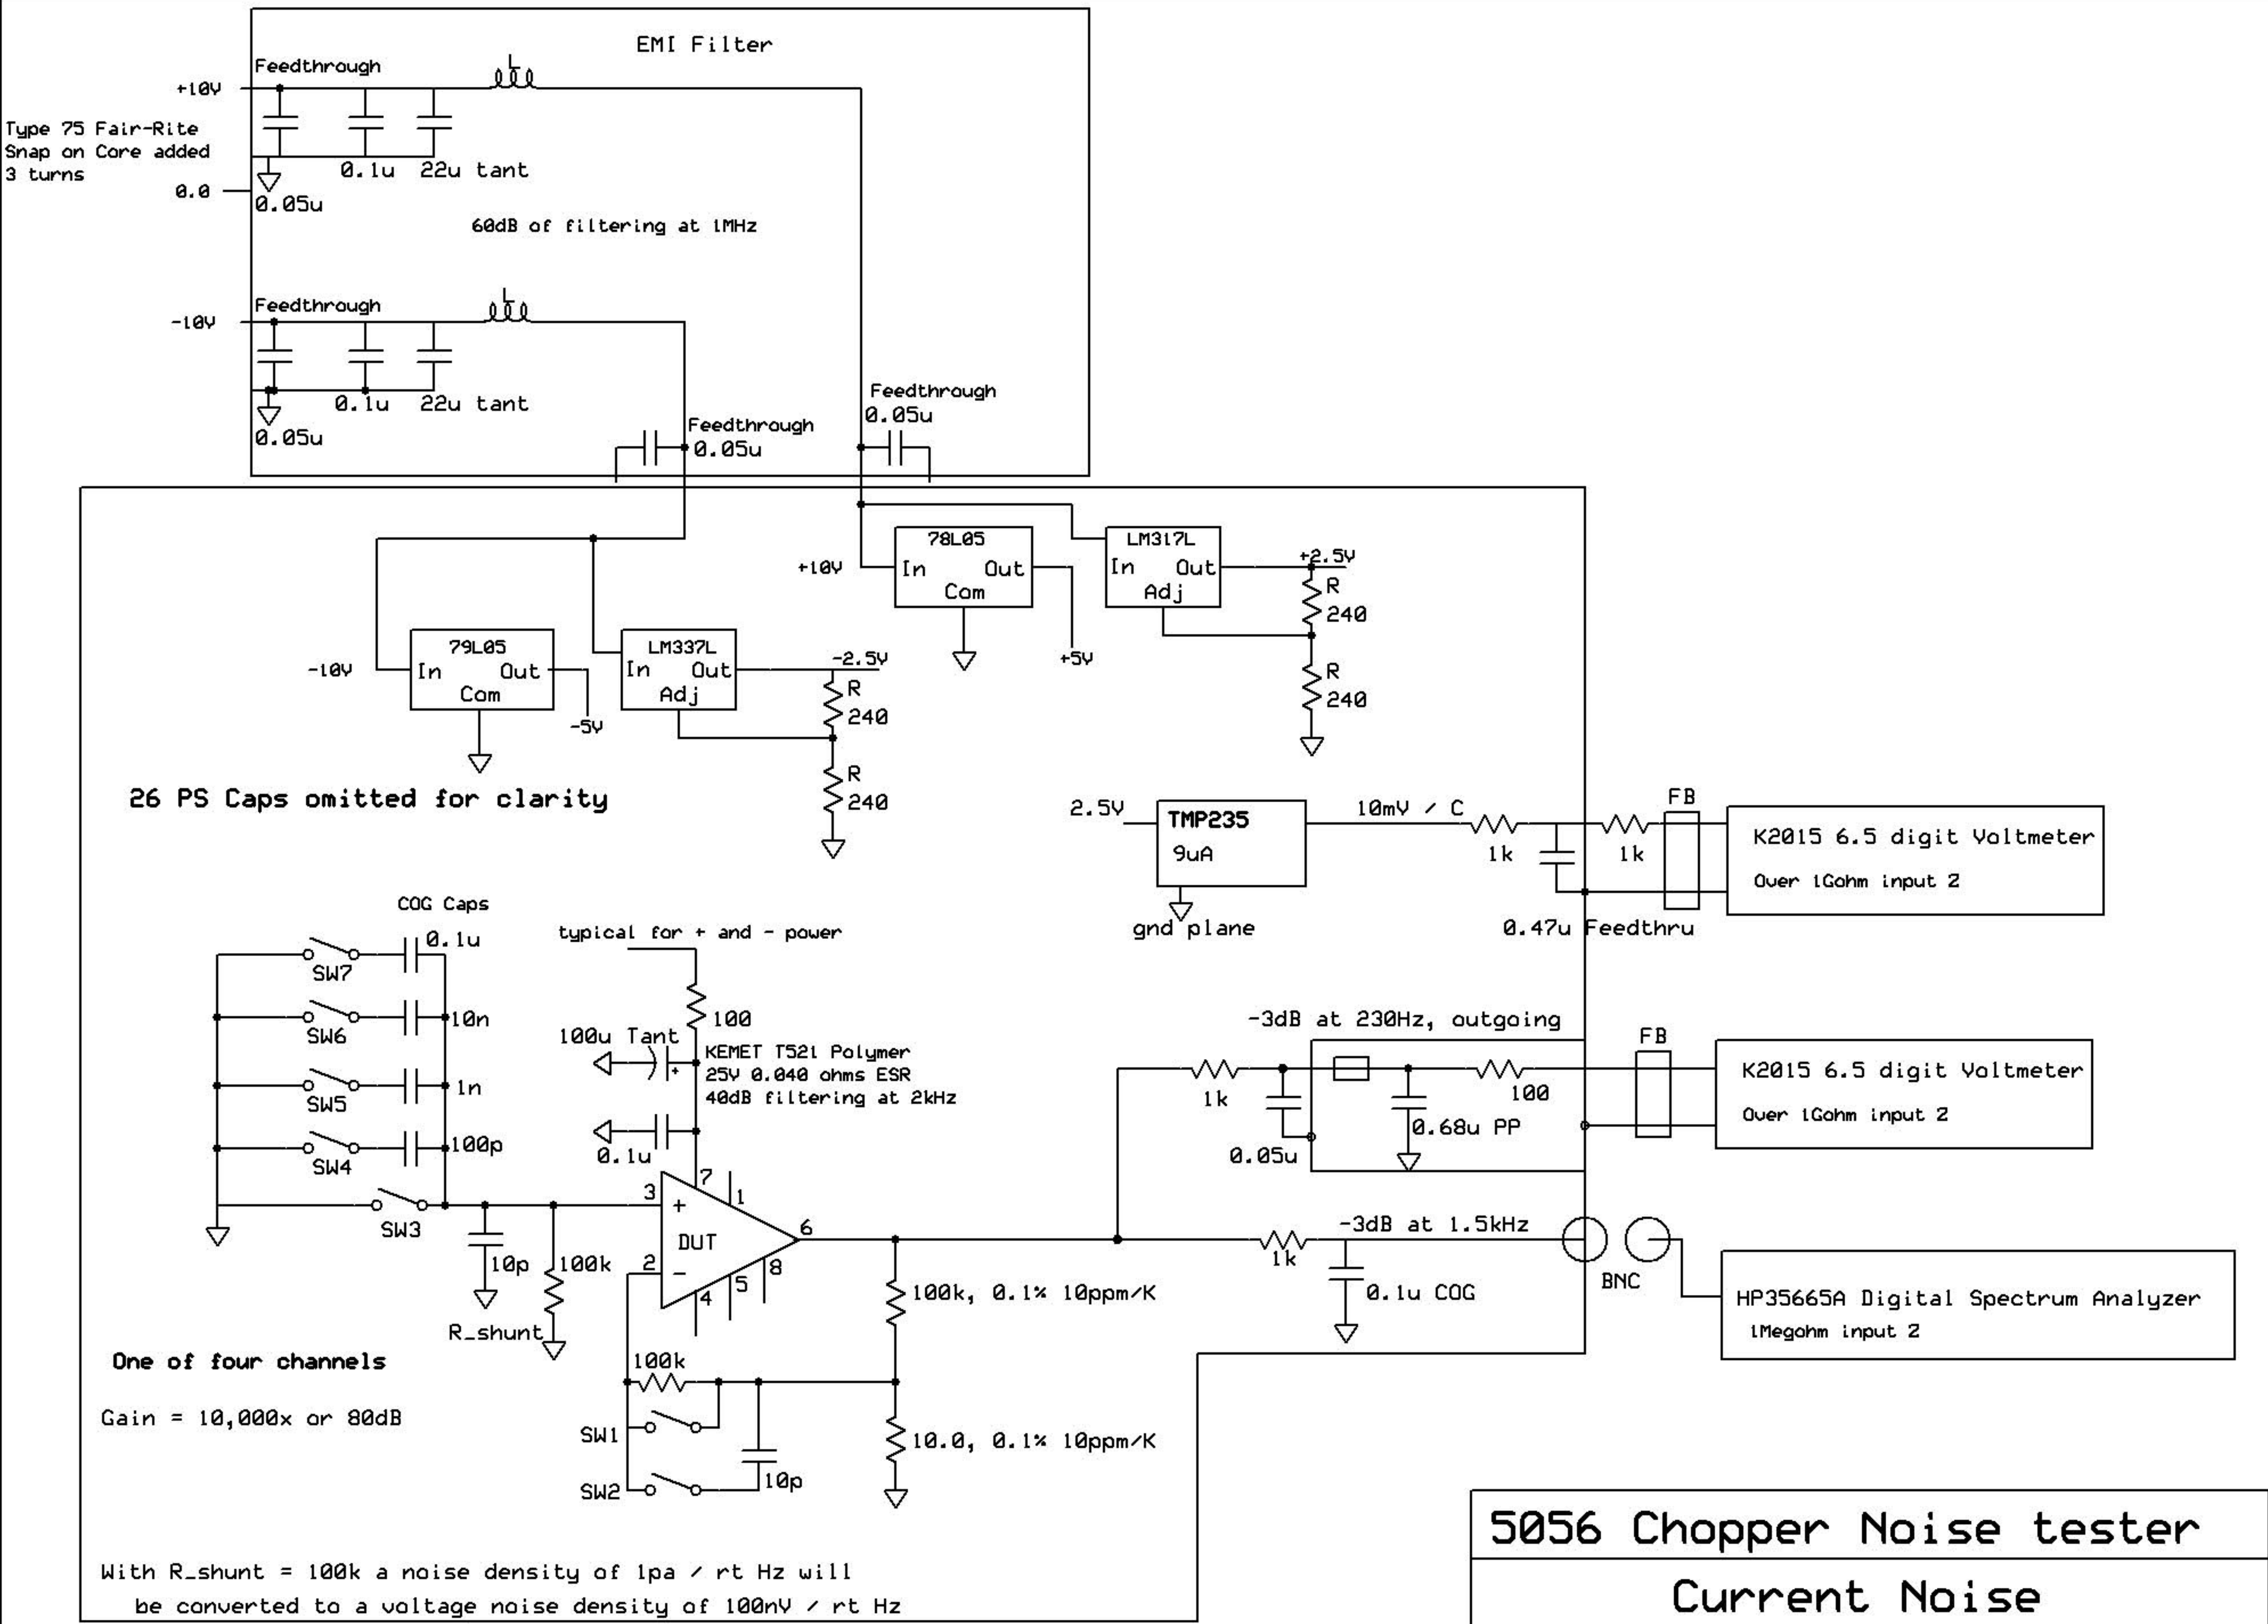 EMI Filter
Feedthrough
L
+10V
Type 75 Fair-Rite
Snap on Core added
3 turns
0.1u
22u tant
0.0
0.05u
60dB of filtering at 1MHz
Feedthrough
L
-10V
0.1u
22u tant
0.05u
Feedthrough
0.05u
Feedthrough
0.05u
78L05
In
Out
Com
+10V
+5V
LM317L
In
Out
Adj
+2.5V
R
240
R
240
79L05
In
Out
Com
-10V
-5V
LM337L
In
Out
Adj
-2.5V
R
240
R
240
26 PS Caps omitted for clarity
2.5V
TMP235
9uA
gnd plane
10mV / C
1k
1k
FB
0.47u Feedthru
K2015 6.5 digit Voltmeter
Over 1Gohm input 2
COG Caps
0.1u
SW7
10n
SW6
1n
SW5
100p
SW4
SW3
10p
100k
R_shunt
typical for + and - power
100
100u Tant
+
KEMET T521 Polymer
25V 0.040 ohms ESR
40dB filtering at 2kHz
0.1u
7
1
3
+
DUT
6
2
-
8
5
4
-3dB at 230Hz, outgoing
1k
0.05u
0.68u PP
100
FB
K2015 6.5 digit Voltmeter
Over 1Gohm input 2
-3dB at 1.5kHz
1k
0.1u COG
BNC
HP35665A Digital Spectrum Analyzer
1Megohm input 2
100k, 0.1% 10ppm/K
10.0, 0.1% 10ppm/K
100k
SW1
SW2
10p
One of four channels
Gain = 10,000x or 80dB
With R_shunt = 100k a noise density of 1pa / rt Hz will
be converted to a voltage noise density of 100nV / rt Hz
5056 Chopper Noise tester
Current Noise